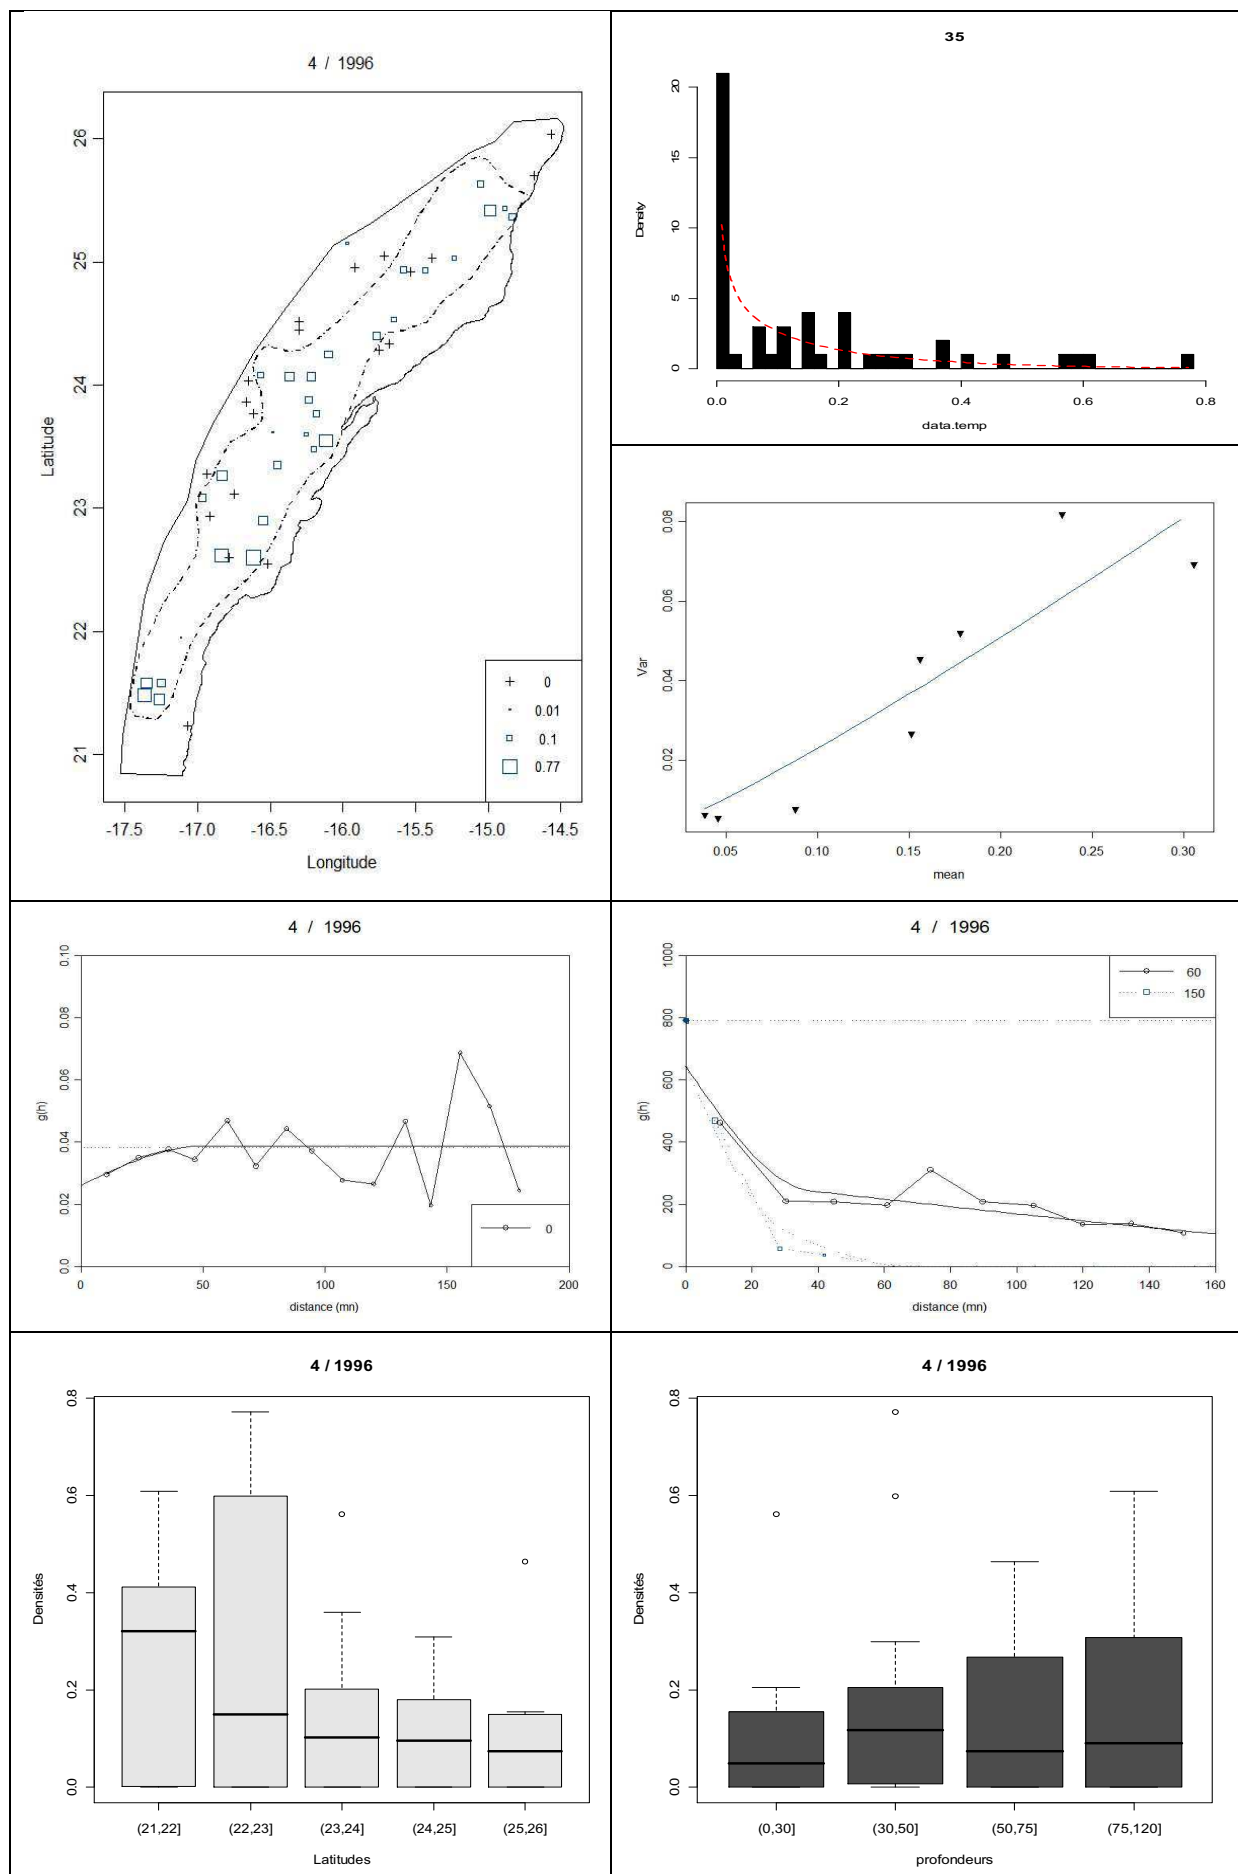 4 / 1996
26
25
24
23
22
21
Latitude
-17.5 -17.0 -16.5 -16.0 -15.5 -15.0 -14.5
Longitude
0
0.01
0.1
0.77
35
20
15
10
5
0
Density
0.0 0.2 0.4 0.6 0.8
data.temp
0.08
0.06
0.04
0.02
Var
0.05 0.10 0.15 0.20 0.25 0.30
mean
4 / 1996
0.10
0.08
0.06
0.04
0.02
0.0
g(h)
0 50 100 150 200
distance (mn)
0
4 / 1996
1000
800
600
400
200
0
g(h)
0 20 40 60 80 100 120 140 160
distance (mn)
60
150
4 / 1996
0.8
0.6
0.4
0.2
0.0
Densités
(21,22] (22,23] (23,24] (24,25] (25,26]
Latitudes
4 / 1996
0.8
0.6
0.4
0.2
0.0
Densités
(0,30] (30,50] (50,75] (75,120]
profondeurs